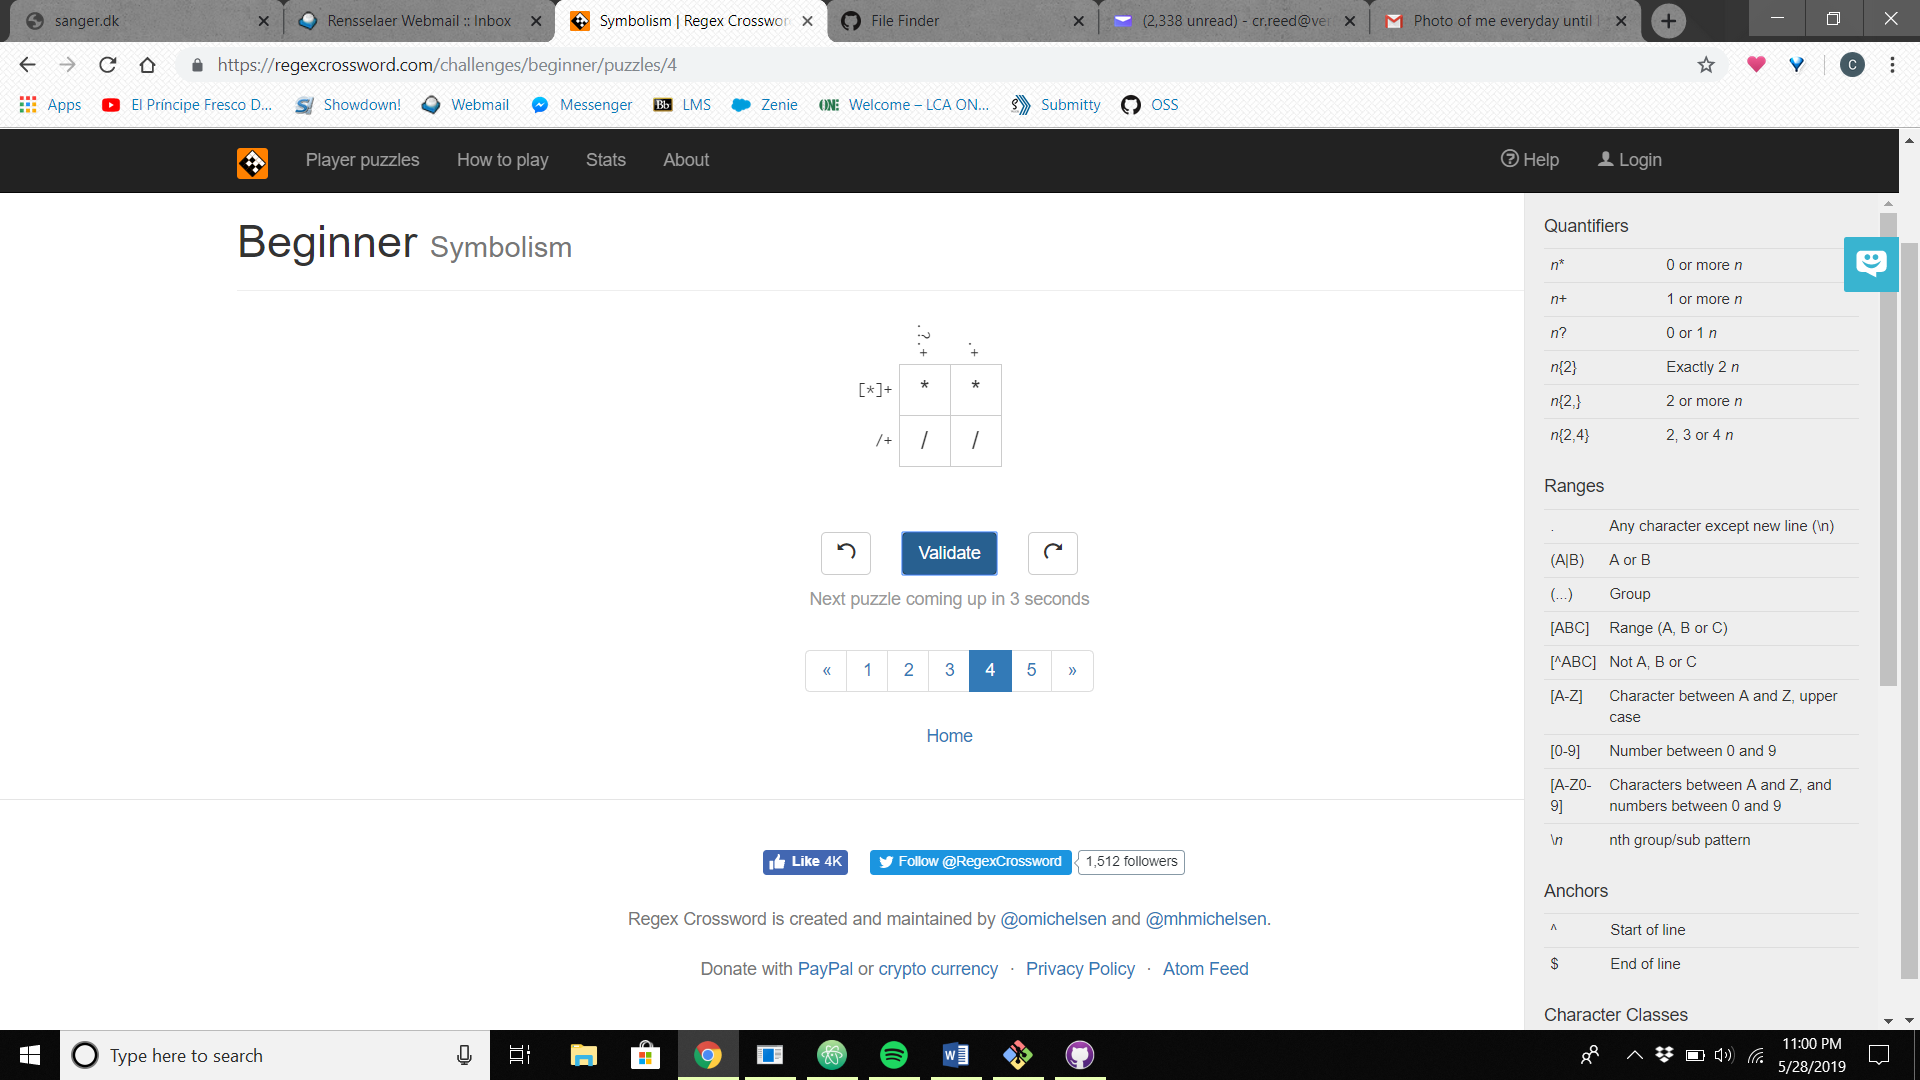 sanger.dk
Rensselaer Webmail :: Inbox
Symbolism | Regex Crosswor
File Finder
(2,338 unread) - cr.reed@ve
Photo of me everyday until
https://regexcrossword.com/challenges/beginner/puzzles/4
C
Apps
El Príncipe Fresco D...
Showdown!
Webmail
Messenger
Bb LMS
Zenie
ONE Welcome – LCA ON...
Submitty
OSS
Player puzzles
How to play
Stats
About
Help
Login
Beginner Symbolism
.?.+
.+
[*]+ * *
/+ / /
Validate
Next puzzle coming up in 3 seconds
« 1 2 3 4 5 »
Home
Like 4K
Follow @RegexCrossword
1,512 followers
Regex Crossword is created and maintained by @omichelsen and @mhmichelsen.
Donate with PayPal or crypto currency · Privacy Policy · Atom Feed
Quantifiers
n* 0 or more n
n+ 1 or more n
n? 0 or 1 n
n{2} Exactly 2 n
n{2,} 2 or more n
n{2,4} 2, 3 or 4 n
Ranges
. Any character except new line (\n)
(A|B) A or B
(...) Group
[ABC] Range (A, B or C)
[^ABC] Not A, B or C
[A-Z] Character between A and Z, upper
case
[0-9] Number between 0 and 9
[A-Z0- Characters between A and Z, and
9] numbers between 0 and 9
\n nth group/sub pattern
Anchors
^ Start of line
$ End of line
Character Classes
Type here to search
11:00 PM
5/28/2019